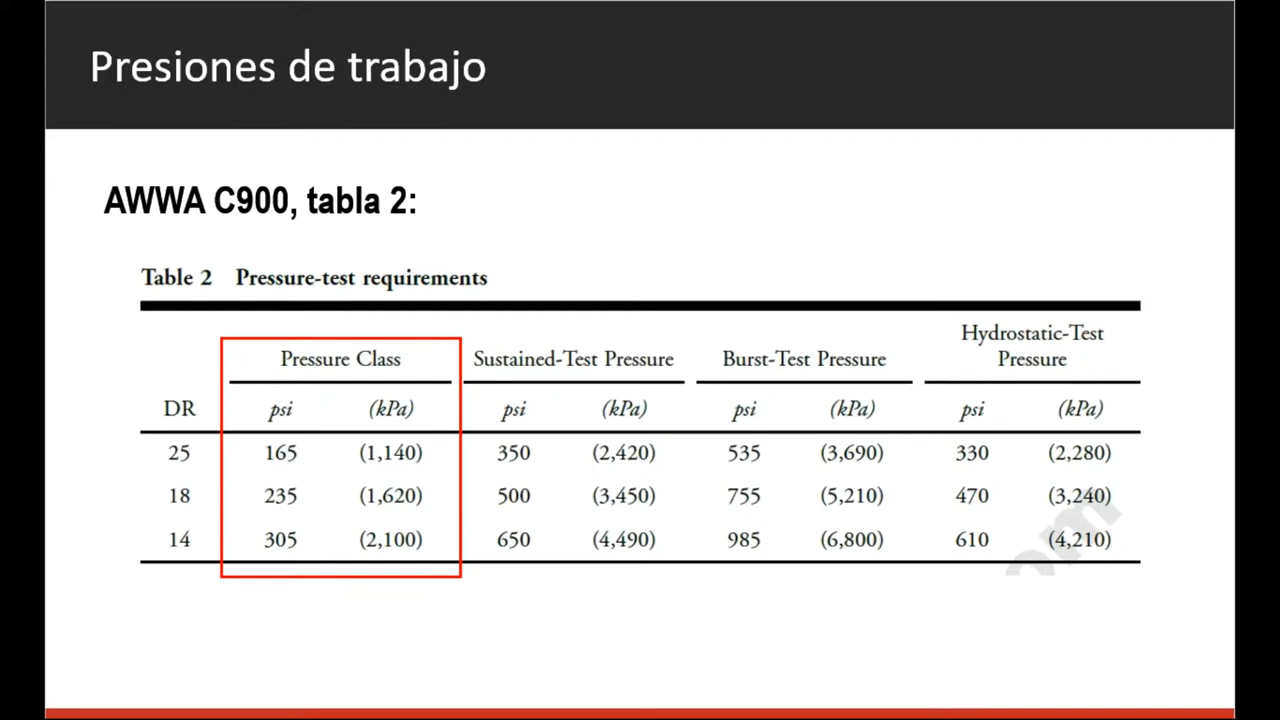 Presiones de trabajo
AWWA C900, tabla 2:
Table 2 Pressure-test requirements
Hydrostatic-Test
Pressure Class Sustained-Test Pressure Burst-Test Pressure Pressure
DR psi (kPa) psi (kPa) psi (kPa) psi (kPa)
25 165 (1,140) 350 (2,420) 535 (3,690) 330 (2,280)
18 235 (1,620) 500 (3,450) 755 (5,210) 470 (3,240)
14 305 (2,100) 650 (4,490) 985 (6,800) 610 (4,210)
om